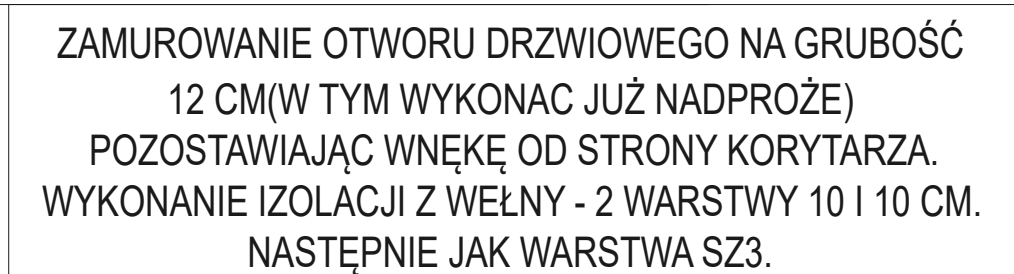 ZAMUROWANIE OTWORU DRZWIOWEGO NA GRUBOŚĆ
12 CM(W TYM WYKONAC JUŻ NADPROŻE)
POZOSTAWIAJĄC WNĘKĘ OD STRONY KORYTARZA.
WYKONANIE IZOLACJI Z WEŁNY - 2 WARSTWY 10 I 10 CM.
NASTĘPNIE JAK WARSTWA SZ3.